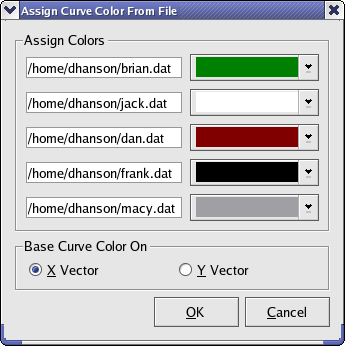 Assign Curve Color From File
Assign Colors
/home/dhanson/brian.dat
/home/dhanson/jack.dat
/home/dhanson/dan.dat
/home/dhanson/frank.dat
/home/dhanson/macy.dat
Base Curve Color On
X Vector Y Vector
OK Cancel